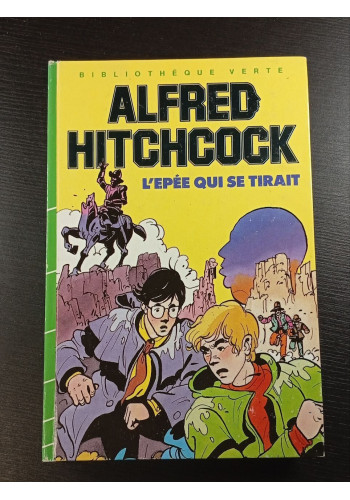 BIBLIOTHÈQUE VERTE
ALFRED
HITCHCOCK
L'EPÉE QUI SE TIRAIT